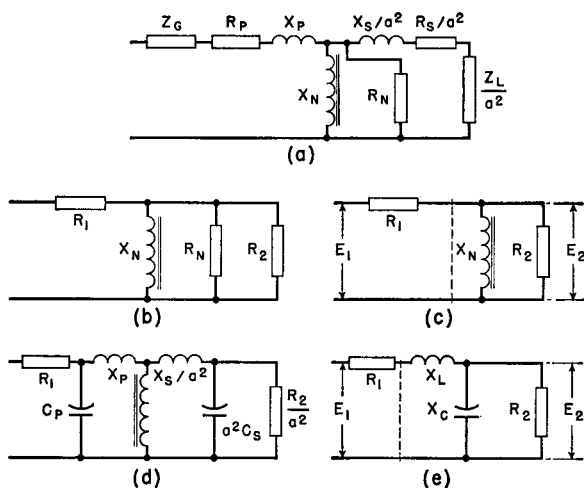 Z_G R_P X_P X_S/a² R_S/a²
X_N R_N Z_L/a²
(a)
R_1 X_N R_N R_2
(b)
E_1 R_1 X_N R_2 E_2
(c)
R_1 X_P X_S/a²
C_P a²C_S R_2/a²
(d)
E_1 R_1 X_L X_C R_2 E_2
(e)